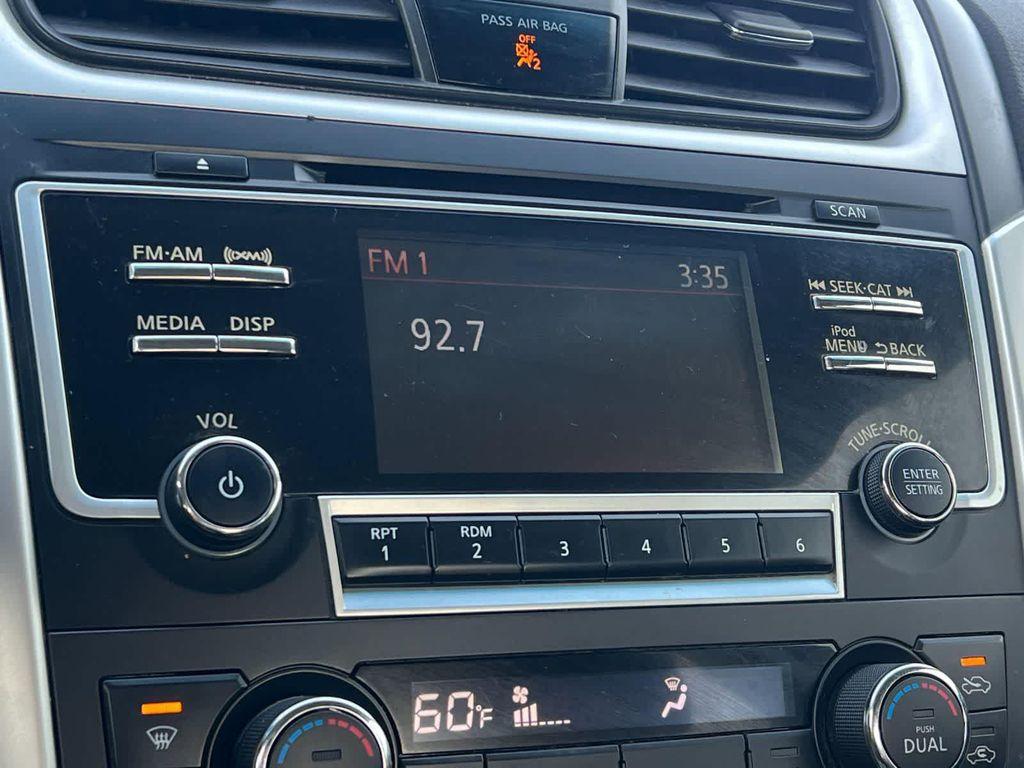 PASS AIR BAG
OFF
2
SCAN
FM·AM ((XM))
FM 1 3:35
SEEK·CAT
92.7
MEDIA DISP
iPod
MENU BACK
VOL
TUNE·SCROLL
ENTER
SETTING
RPT RDM
1 2 3 4 5 6
60°F
PUSH
DUAL